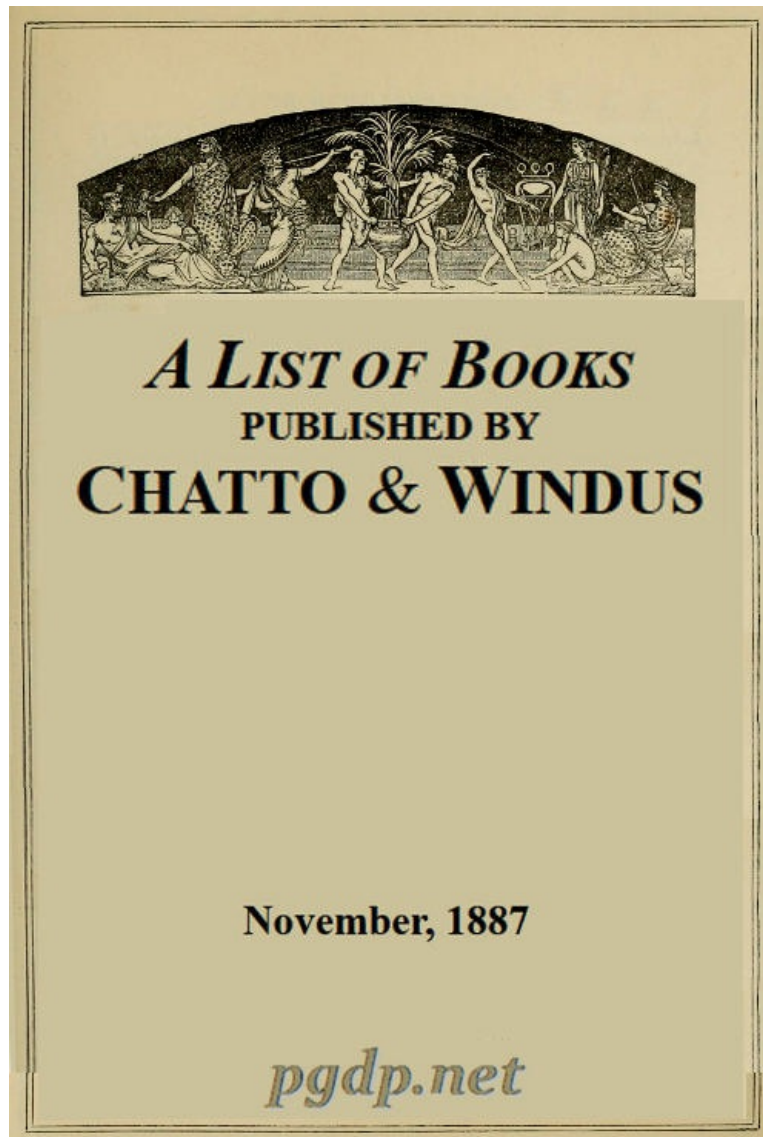 A LIST OF BOOKS
PUBLISHED BY
CHATTO & WINDUS
November, 1887
pgdp.net